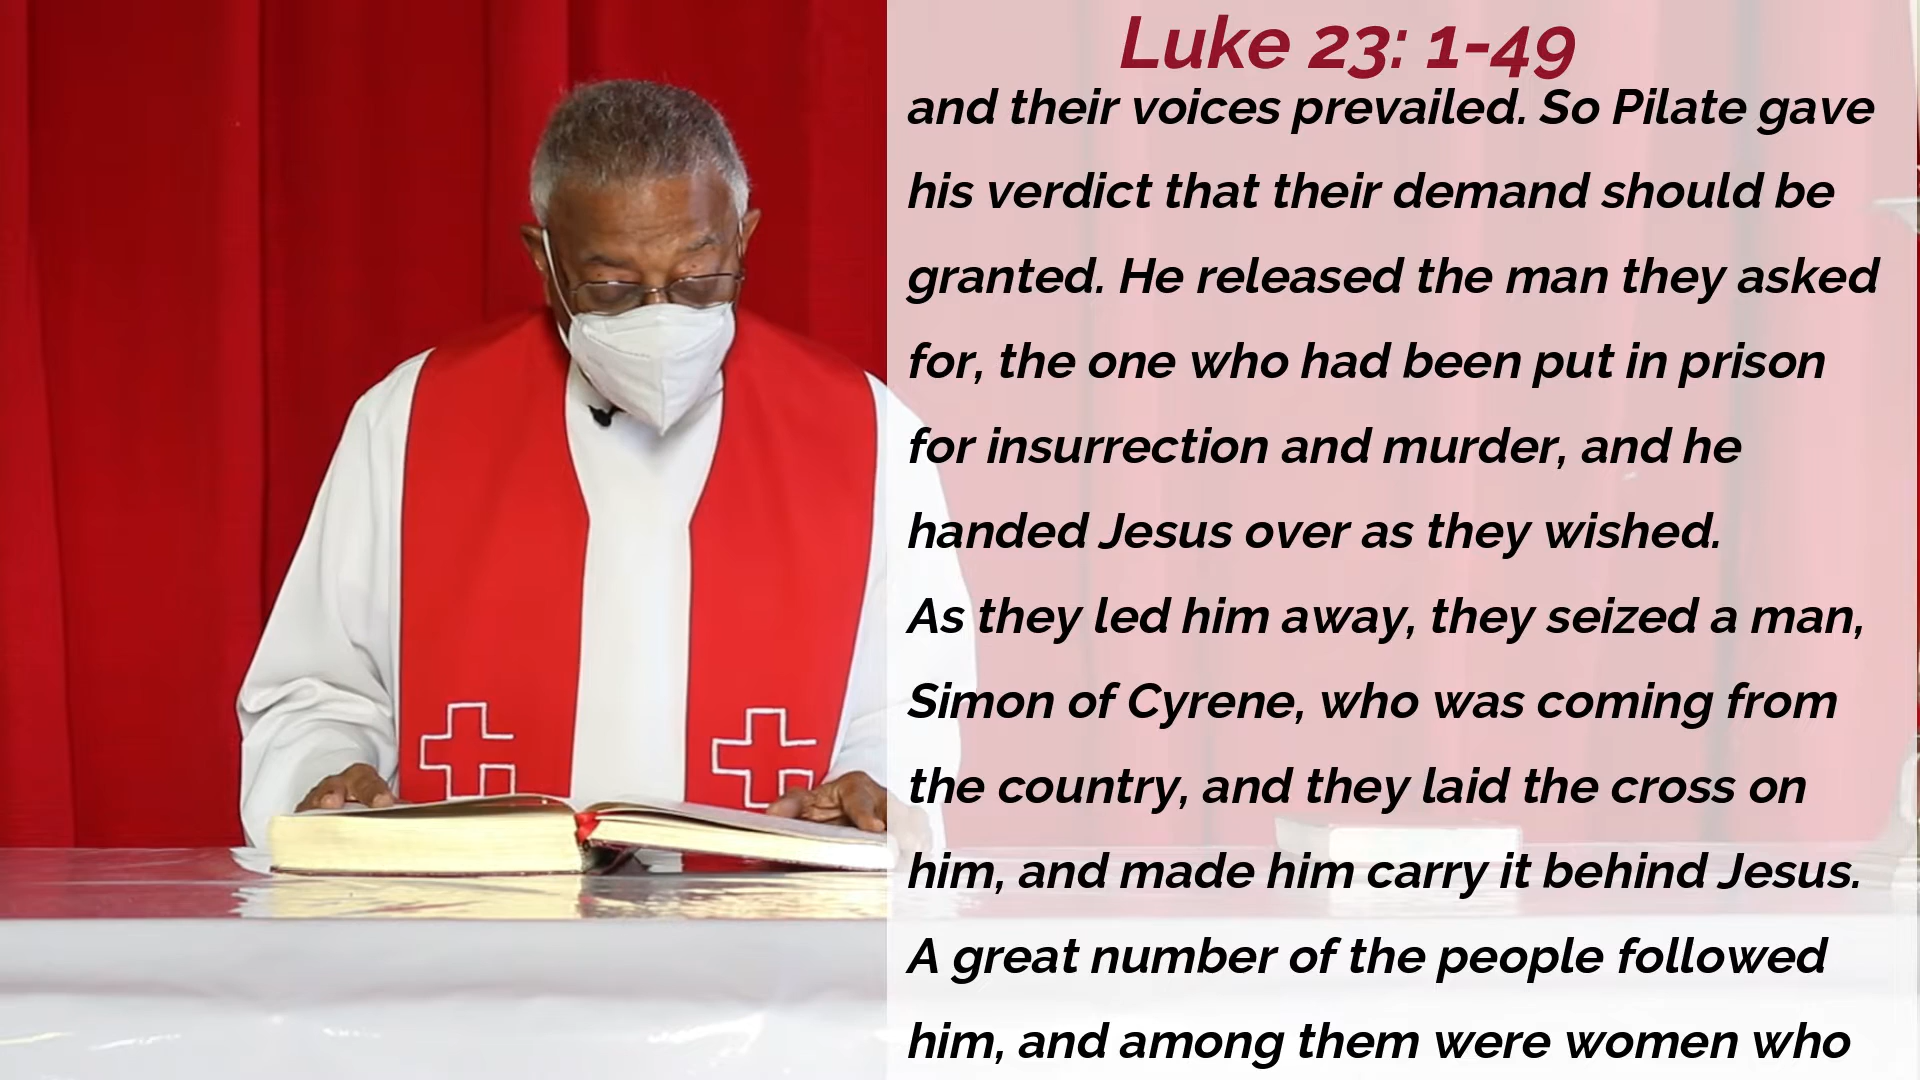 Luke 23: 1-49
and their voices prevailed. So Pilate gave
his verdict that their demand should be
granted. He released the man they asked
for, the one who had been put in prison
for insurrection and murder, and he
handed Jesus over as they wished.
As they led him away, they seized a man,
Simon of Cyrene, who was coming from
the country, and they laid the cross on
him, and made him carry it behind Jesus.
A great number of the people followed
him, and among them were women who